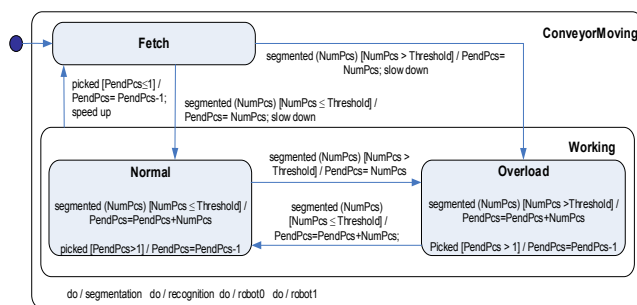 ConveyorMoving
Fetch
segmented (NumPcs) [NumPcs > Threshold] / PendPcs=
NumPcs; slow down
picked [PendPcs≤1] /
PendPcs= PendPcs-1;
speed up
segmented (NumPcs) [NumPcs ≤ Threshold] /
PendPcs= NumPcs; slow down
Working
Normal
segmented (NumPcs) [NumPcs ≤ Threshold] /
PendPcs=PendPcs+NumPcs
picked [PendPcs>1] / PendPcs=PendPcs-1
segmented (NumPcs) [NumPcs >
Threshold] / PendPcs= NumPcs
segmented (NumPcs)
[NumPcs ≤ Threshold] /
PendPcs=PendPcs+NumPcs;
Overload
segmented (NumPcs) [NumPcs >Threshold] /
PendPcs=PendPcs+NumPcs
Picked [PendPcs > 1] / PendPcs=PendPcs-1
do / segmentation do / recognition do / robot0 do / robot1